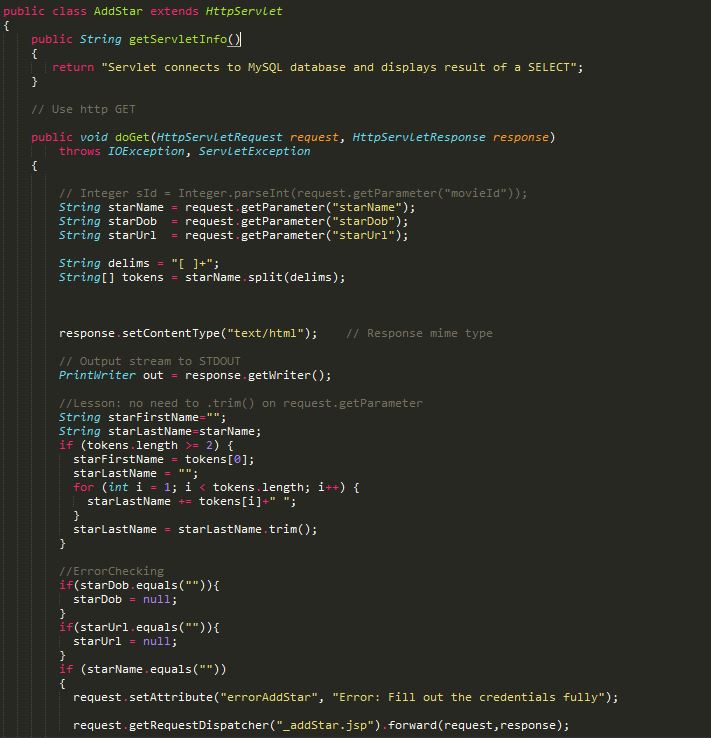 public class AddStar extends HttpServlet
{
    public String getServletInfo()
    {
       return "Servlet connects to MySQL database and displays result of a SELECT";
    }

    // Use http GET

    public void doGet(HttpServletRequest request, HttpServletResponse response)
        throws IOException, ServletException
    {

        // Integer sId = Integer.parseInt(request.getParameter("movieId"));
        String starName = request.getParameter("starName");
        String starDob  = request.getParameter("starDob");
        String starUrl  = request.getParameter("starUrl");

        String delims = "[ ]+";
        String[] tokens = starName.split(delims);



        response.setContentType("text/html");    // Response mime type

        // Output stream to STDOUT
        PrintWriter out = response.getWriter();

        //Lesson: no need to .trim() on request.getParameter
        String starFirstName="";
        String starLastName=starName;
        if (tokens.length >= 2) {
          starFirstName = tokens[0];
          starLastName = "";
          for (int i = 1; i < tokens.length; i++) {
            starLastName += tokens[i]+" ";
          }
          starLastName = starLastName.trim();
        }

        //ErrorChecking
        if(starDob.equals("")){
          starDob = null;
        }
        if(starUrl.equals("")){
          starUrl = null;
        }
        if (starName.equals(""))
        {
          request.setAttribute("errorAddStar", "Error: Fill out the credentials fully");

          request.getRequestDispatcher("_addStar.jsp").forward(request,response);